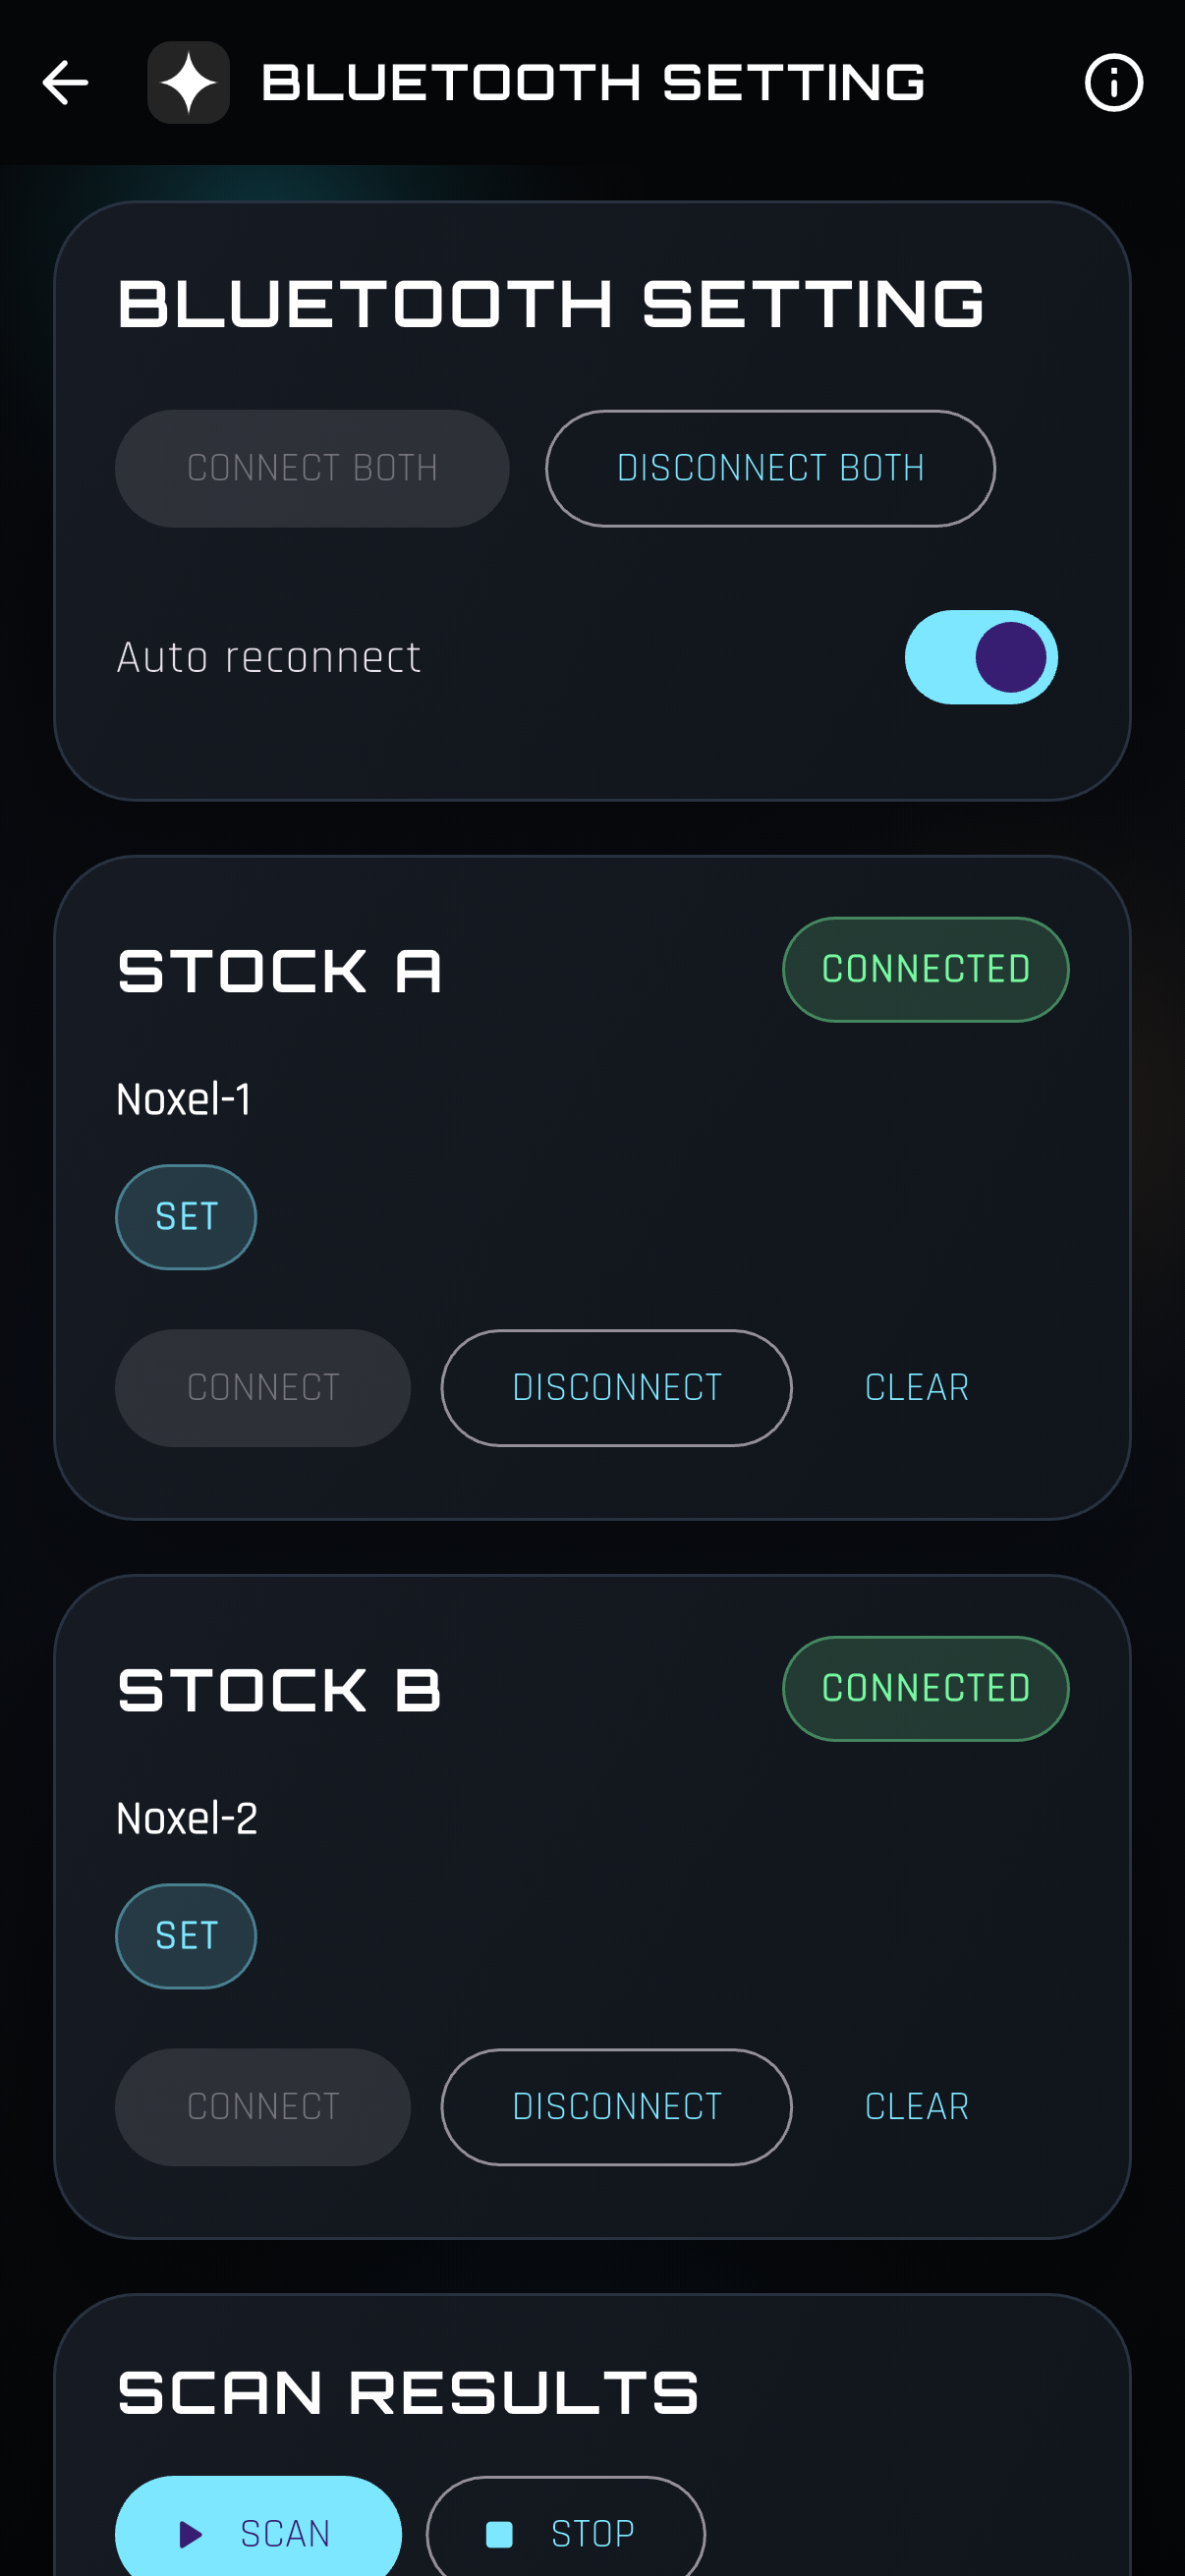 BLUETOOTH SETTING
BLUETOOTH SETTING
CONNECT BOTH DISCONNECT BOTH
Auto reconnect
STOCK A CONNECTED
Noxel-1
SET
CONNECT DISCONNECT CLEAR
STOCK B CONNECTED
Noxel-2
SET
CONNECT DISCONNECT CLEAR
SCAN RESULTS
SCAN STOP